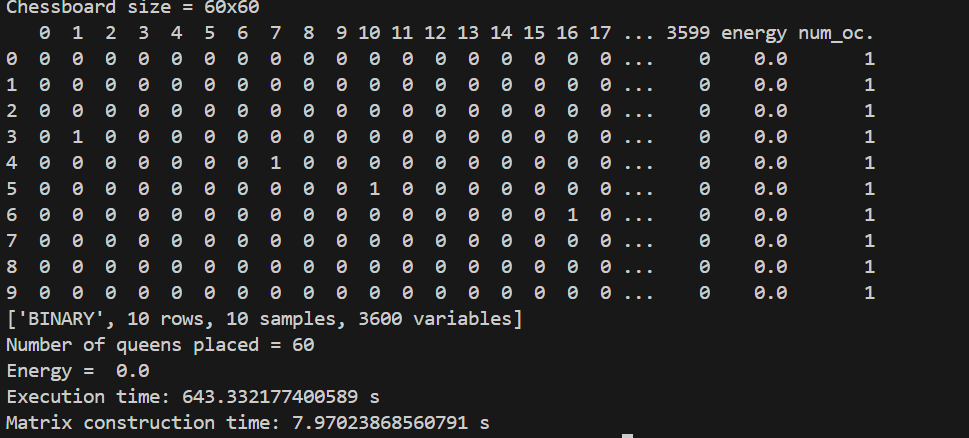 Chessboard size = 60x60
0 1 2 3 4 5 6 7 8 9 10 11 12 13 14 15 16 17 ... 3599 energy num_oc.
0 0 0 0 0 0 0 0 0 0 0 0 0 0 0 0 0 0 0 ... 0 0.0 1
1 0 0 0 0 0 0 0 0 0 0 0 0 0 0 0 0 0 0 ... 0 0.0 1
2 0 0 0 0 0 0 0 0 0 0 0 0 0 0 0 0 0 0 ... 0 0.0 1
3 0 1 0 0 0 0 0 0 0 0 0 0 0 0 0 0 0 0 ... 0 0.0 1
4 0 0 0 0 0 0 0 1 0 0 0 0 0 0 0 0 0 0 ... 0 0.0 1
5 0 0 0 0 0 0 0 0 0 0 1 0 0 0 0 0 0 0 ... 0 0.0 1
6 0 0 0 0 0 0 0 0 0 0 0 0 0 0 0 0 1 0 ... 0 0.0 1
7 0 0 0 0 0 0 0 0 0 0 0 0 0 0 0 0 0 0 ... 0 0.0 1
8 0 0 0 0 0 0 0 0 0 0 0 0 0 0 0 0 0 0 ... 0 0.0 1
9 0 0 0 0 0 0 0 0 0 0 0 0 0 0 0 0 0 0 ... 0 0.0 1
['BINARY', 10 rows, 10 samples, 3600 variables]
Number of queens placed = 60
Energy =  0.0
Execution time: 643.332177400589 s
Matrix construction time: 7.97023868560791 s